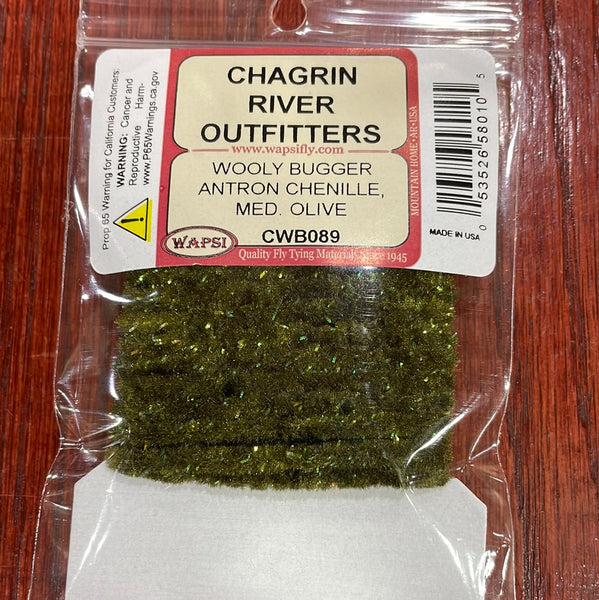 CHAGRIN
RIVER
OUTFITTERS
www.wapsifly.com
WOOLY BUGGER
ANTRON CHENILLE,
MED. OLIVE
CWB089
WAPSI
Quality Fly Tying Materials Since 1945
Prop 65 Warning for California Customers:
WARNING: Cancer and
Reproductive Harm-
www.P65Warnings.ca.gov
!
MOUNTAIN HOME • AR • USA
0 53526 58010 5
MADE IN USA